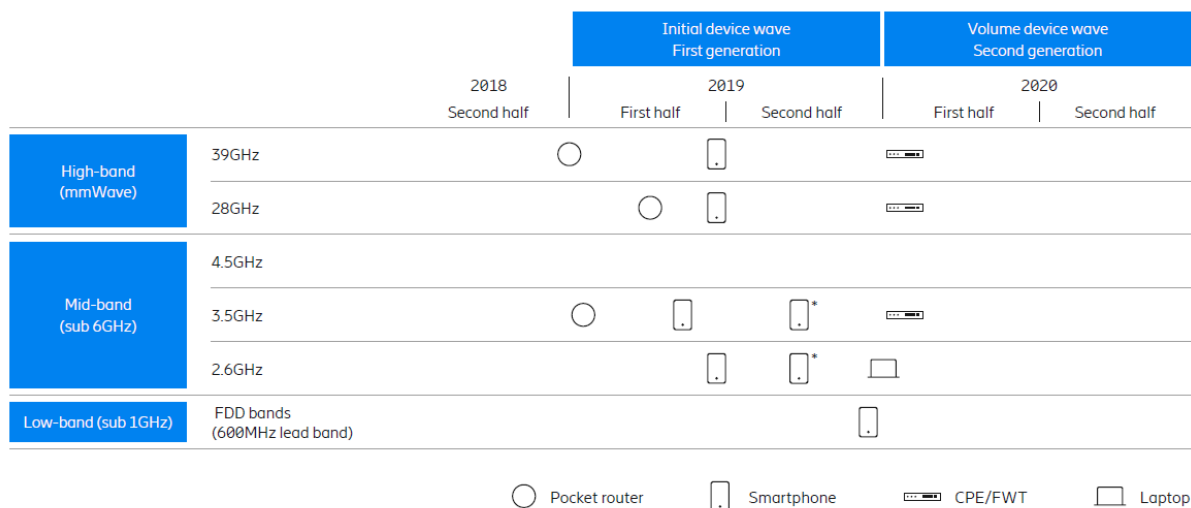 Initial device wave
First generation
Volume device wave
Second generation
2018
2019
2020
Second half
First half
Second half
First half
Second half
High-band
(mmWave)
39GHz
28GHz
Mid-band
(sub 6GHz)
4.5GHz
3.5GHz
*
2.6GHz
*
Low-band (sub 1GHz)
FDD bands
(600MHz lead band)
Pocket router
Smartphone
CPE/FWT
Laptop